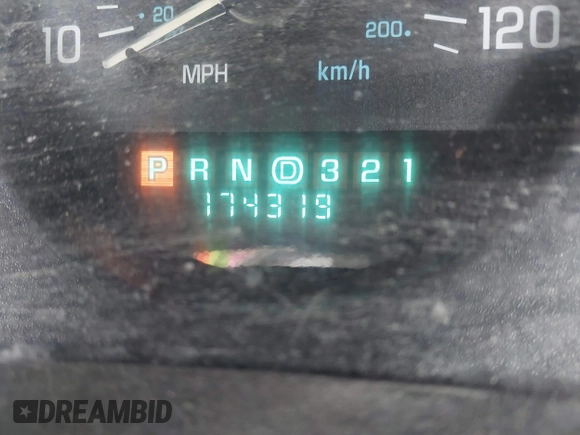 10 20 200 120
MPH km/h
P R N D 3 2 1
174319
DREAMBID